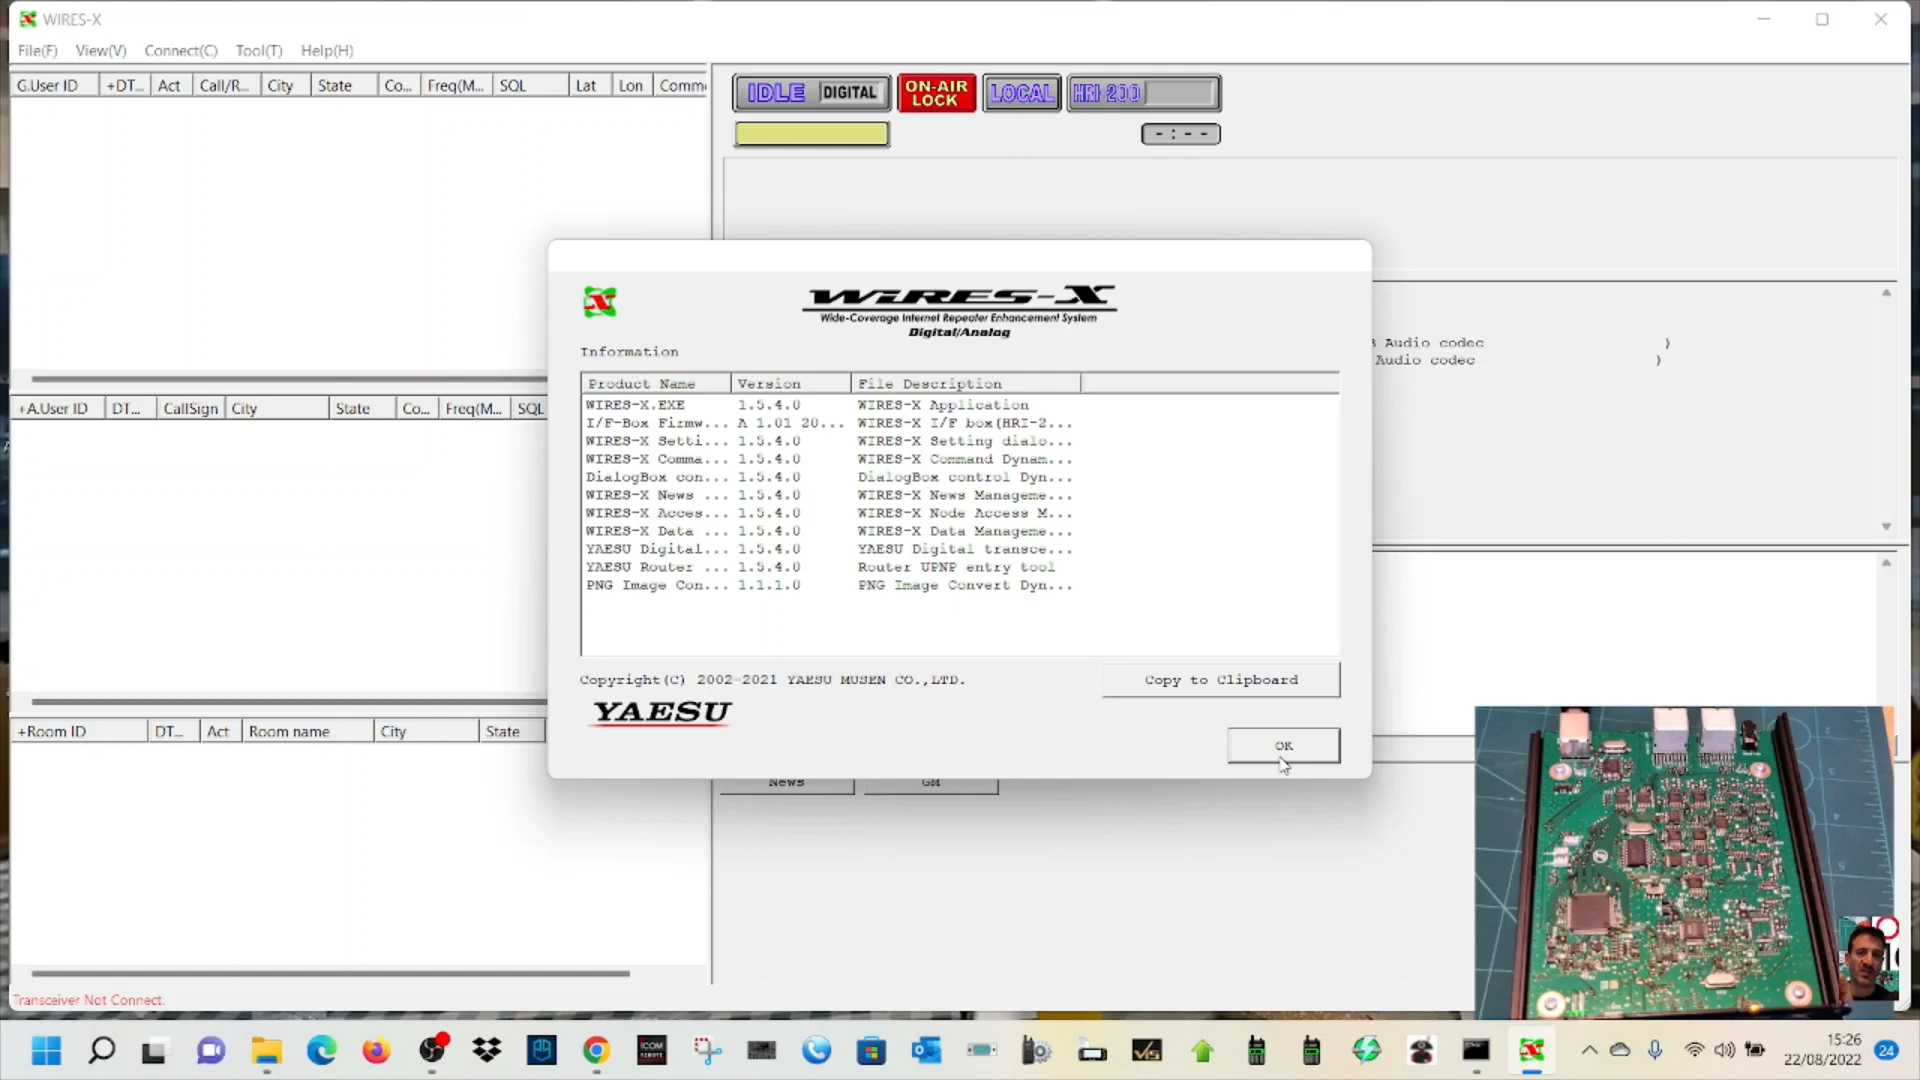 WIRES-X
File(F) View(V) Connect(C) Tool(T) Help(H)
G.User ID +DT... Act Call/R... City State Co... Freq(M... SQL Lat Lon Comm
IDLE DIGITAL ON-AIR LOCK LOCAL HRI-200
- : - -
WIRES-X
Wide-Coverage Internet Repeater Enhancement System
Digital/Analog
Information
Product Name Version File Description
WIRES-X.EXE 1.5.4.0 WIRES-X Application
I/F-Box Firmw... A 1.01 20... WIRES-X I/F box(HRI-2...
WIRES-X Setti... 1.5.4.0 WIRES-X Setting dialo...
WIRES-X Comma... 1.5.4.0 WIRES-X Command Dynam...
DialogBox con... 1.5.4.0 DialogBox control Dyn...
WIRES-X News ... 1.5.4.0 WIRES-X News Manageme...
WIRES-X Acces... 1.5.4.0 WIRES-X Node Access M...
WIRES-X Data ... 1.5.4.0 WIRES-X Data Manageme...
YAESU Digital... 1.5.4.0 YAESU Digital transce...
YAESU Router ... 1.5.4.0 Router UPNP entry tool
PNG Image Con... 1.1.1.0 PNG Image Convert Dyn...
Copyright(C) 2002-2021 YAESU MUSEN CO.,LTD.
Copy to Clipboard
YAESU
OK
Audio codec )
Audio codec )
+A.User ID DT... CallSign City State Co... Freq(M... SQL
+Room ID DT... Act Room name City State
News GM
Transceiver Not Connect.
ICOM
15:26
22/08/2022
24